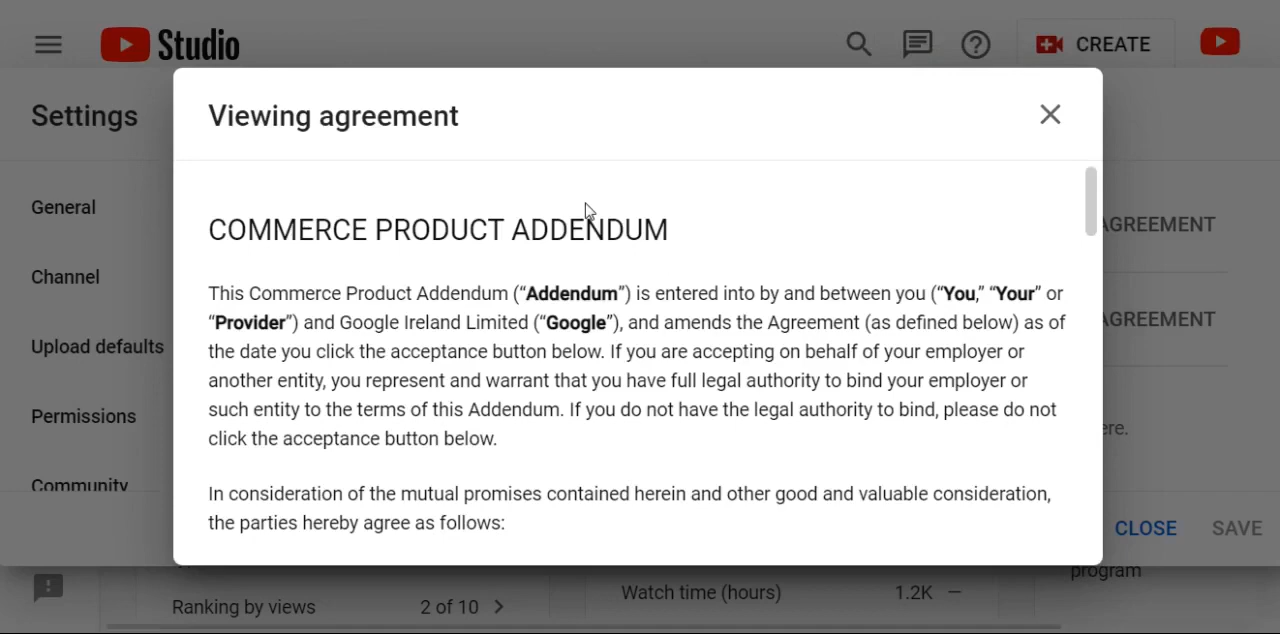 Studio
CREATE
Settings
Viewing agreement
General
Channel
Upload defaults
Permissions
Community
COMMERCE PRODUCT ADDENDUM
This Commerce Product Addendum (“Addendum”) is entered into by and between you (“You,” “Your” or
“Provider”) and Google Ireland Limited (“Google”), and amends the Agreement (as defined below) as of
the date you click the acceptance button below. If you are accepting on behalf of your employer or
another entity, you represent and warrant that you have full legal authority to bind your employer or
such entity to the terms of this Addendum. If you do not have the legal authority to bind, please do not
click the acceptance button below.
In consideration of the mutual promises contained herein and other good and valuable consideration,
the parties hereby agree as follows:
AGREEMENT
AGREEMENT
CLOSE
SAVE
program
Ranking by views
2 of 10
Watch time (hours)
1.2K —